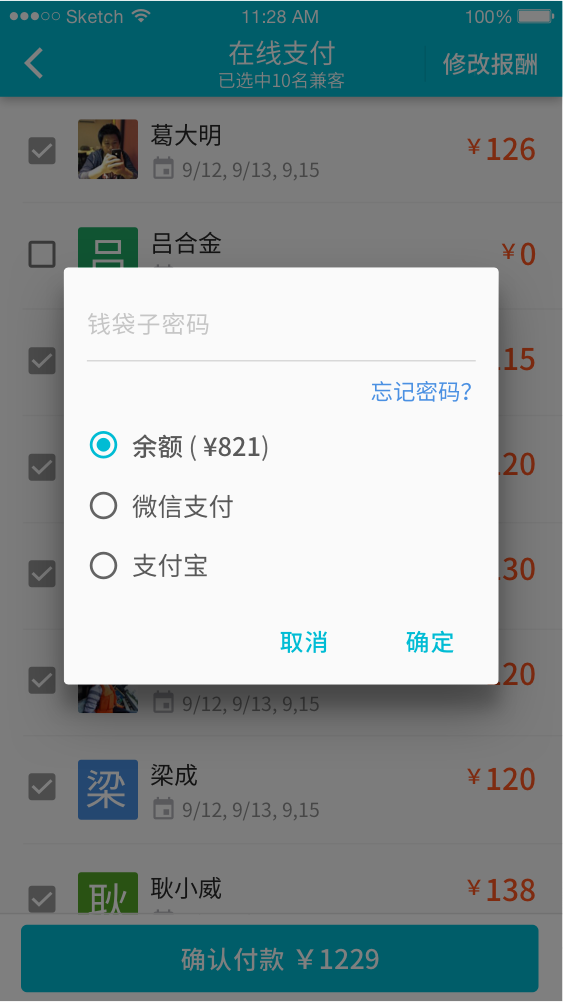 Sketch 11:28 AM 100%
在线支付
已选中10名兼客
修改报酬
葛大明
¥126
9/12, 9/13, 9,15
吕
吕合金
¥0
钱袋子密码
15
忘记密码?
余额 ( ¥821)
20
微信支付
支付宝
30
取消 确定
20
9/12, 9/13, 9,15
梁
梁成
¥120
9/12, 9/13, 9,15
耿
耿小威
¥138
确认付款 ¥1229